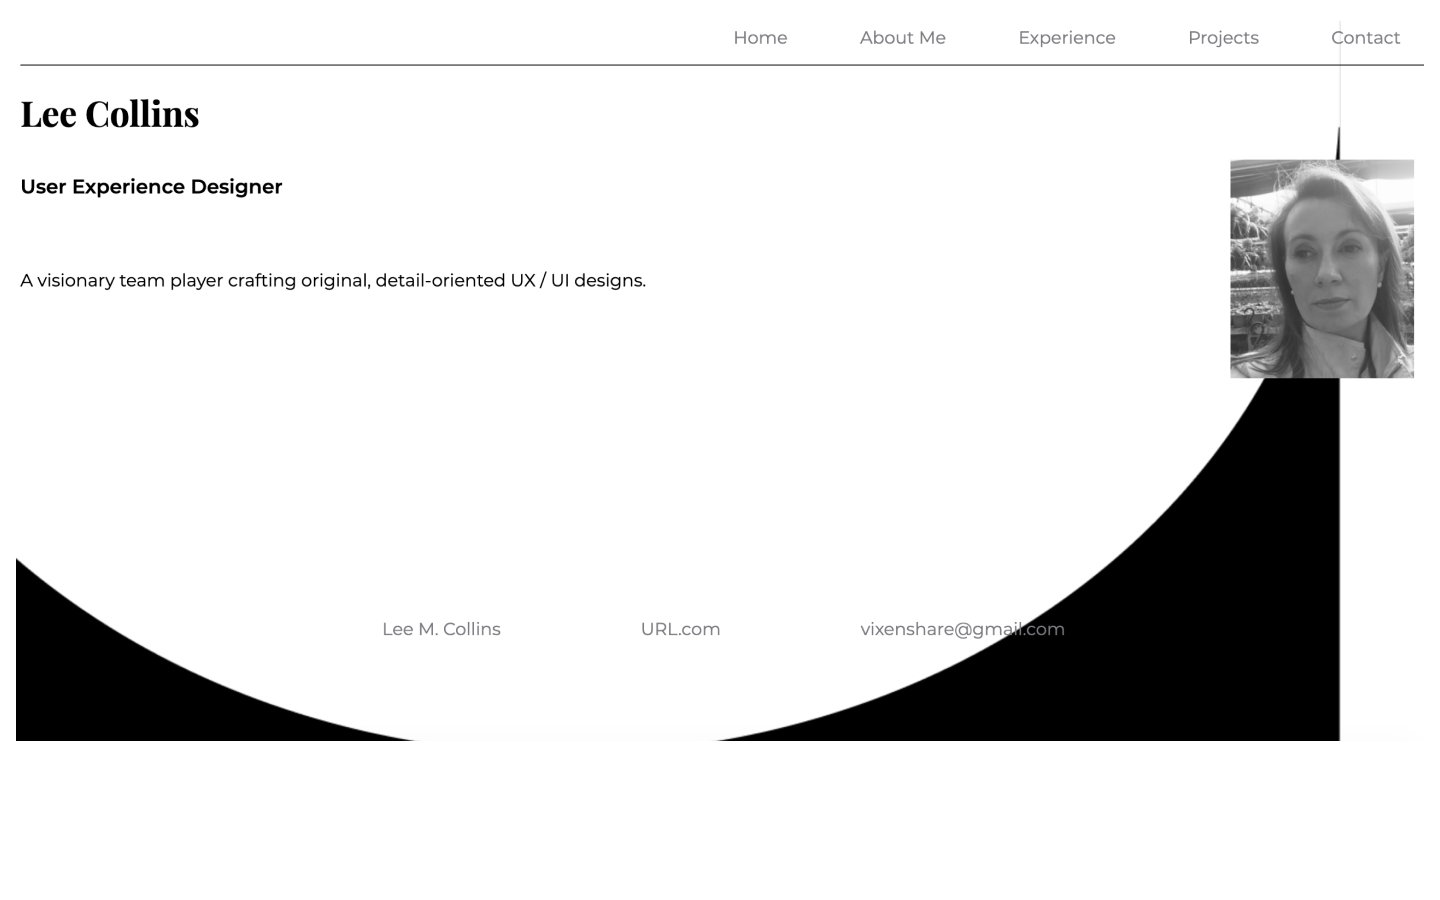 Home About Me Experience Projects Contact
Lee Collins
User Experience Designer
A visionary team player crafting original, detail-oriented UX / UI designs.
Lee M. Collins URL.com vixenshare@gmail.com